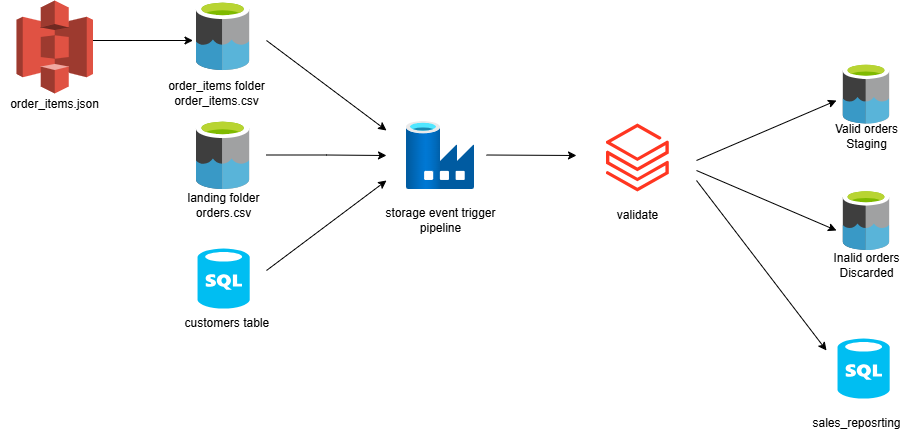 order_items.json
order_items folder
order_items.csv
landing folder
orders.csv
SQL
customers table
storage event trigger
pipeline
validate
Valid orders
Staging
Inalid orders
Discarded
SQL
sales_reposrting